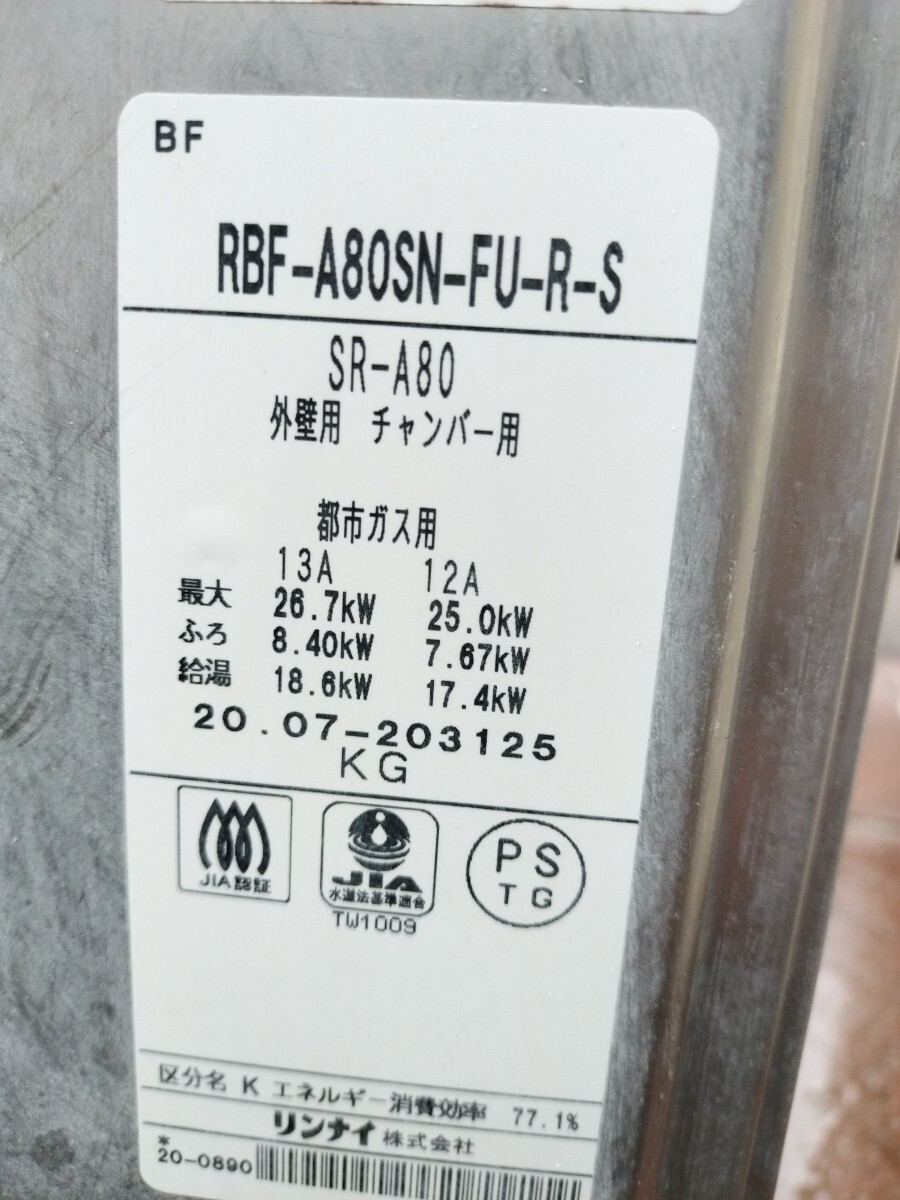 BF
RBF-A80SN-FU-R-S
SR-A80
外壁用 チャンバー用
都市ガス用
13A 12A
最大 26.7kW 25.0kW
ふろ 8.40kW 7.67kW
給湯 18.6kW 17.4kW
20.07-203125
KG
JIA認証
JIA
水道法基準適合
TW1009
PS
TG
区分名 K エネルギー消費効率 77.1%
リンナイ株式会社
*
20-0890